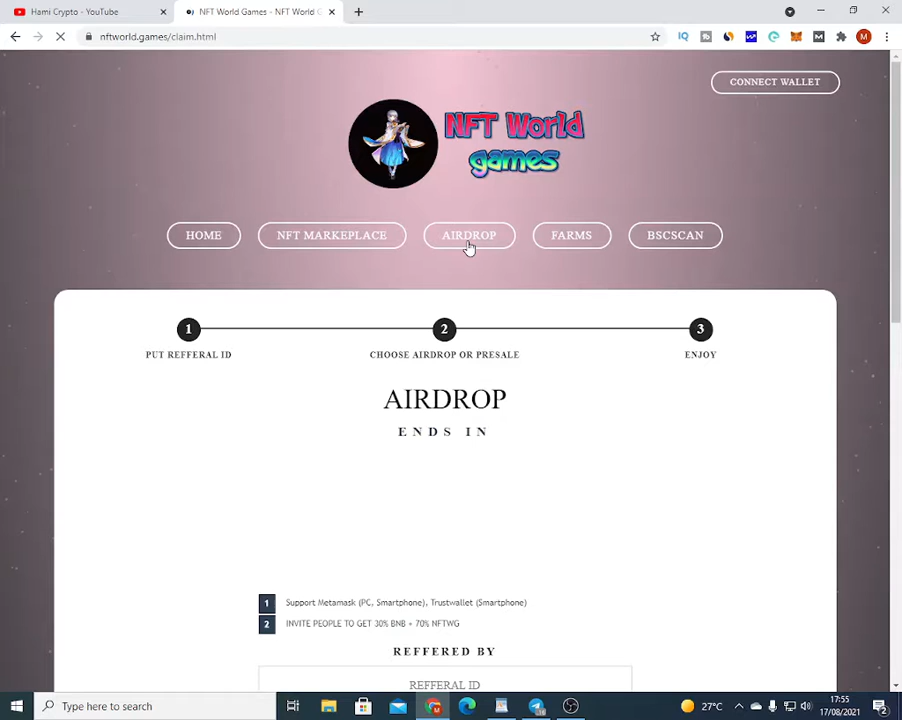 Hami Crypto - YouTube
NFT World Games - NFT World G
nftworld.games/claim.html
CONNECT WALLET
NFT World
games
HOME
NFT MARKEPLACE
AIRDROP
FARMS
BSCSCAN
1
2
3
PUT REFFERAL ID
CHOOSE AIRDROP OR PRESALE
ENJOY
AIRDROP
ENDS IN
1 Support Metamask (PC, Smartphone), Trustwallet (Smartphone)
2 INVITE PEOPLE TO GET 30% BNB + 70% NFTWG
REFFERED BY
REFFERAL ID
Type here to search
27°C
17:55
17/08/2021